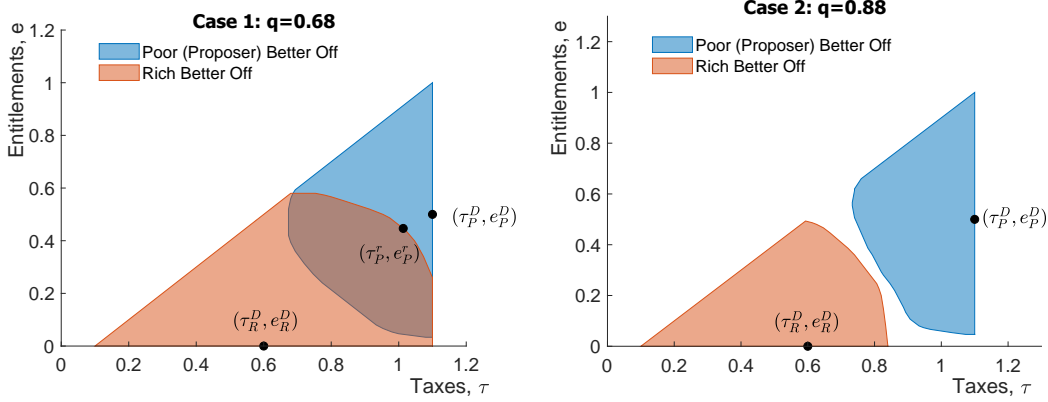 Case 1: q=0.68
Poor (Proposer) Better Off
Rich Better Off
Entitlements, e
1.2
1
0.8
0.6
0.4
0.2
0
(τ_P^D, e_P^D)
(τ_P^r, e_P^r)
(τ_R^D, e_R^D)
0 0.2 0.4 0.6 0.8 1 1.2
Taxes, τ
Case 2: q=0.88
Poor (Proposer) Better Off
Rich Better Off
Entitlements, e
1.2
1
0.8
0.6
0.4
0.2
0
(τ_P^D, e_P^D)
(τ_R^D, e_R^D)
0 0.2 0.4 0.6 0.8 1 1.2
Taxes, τ